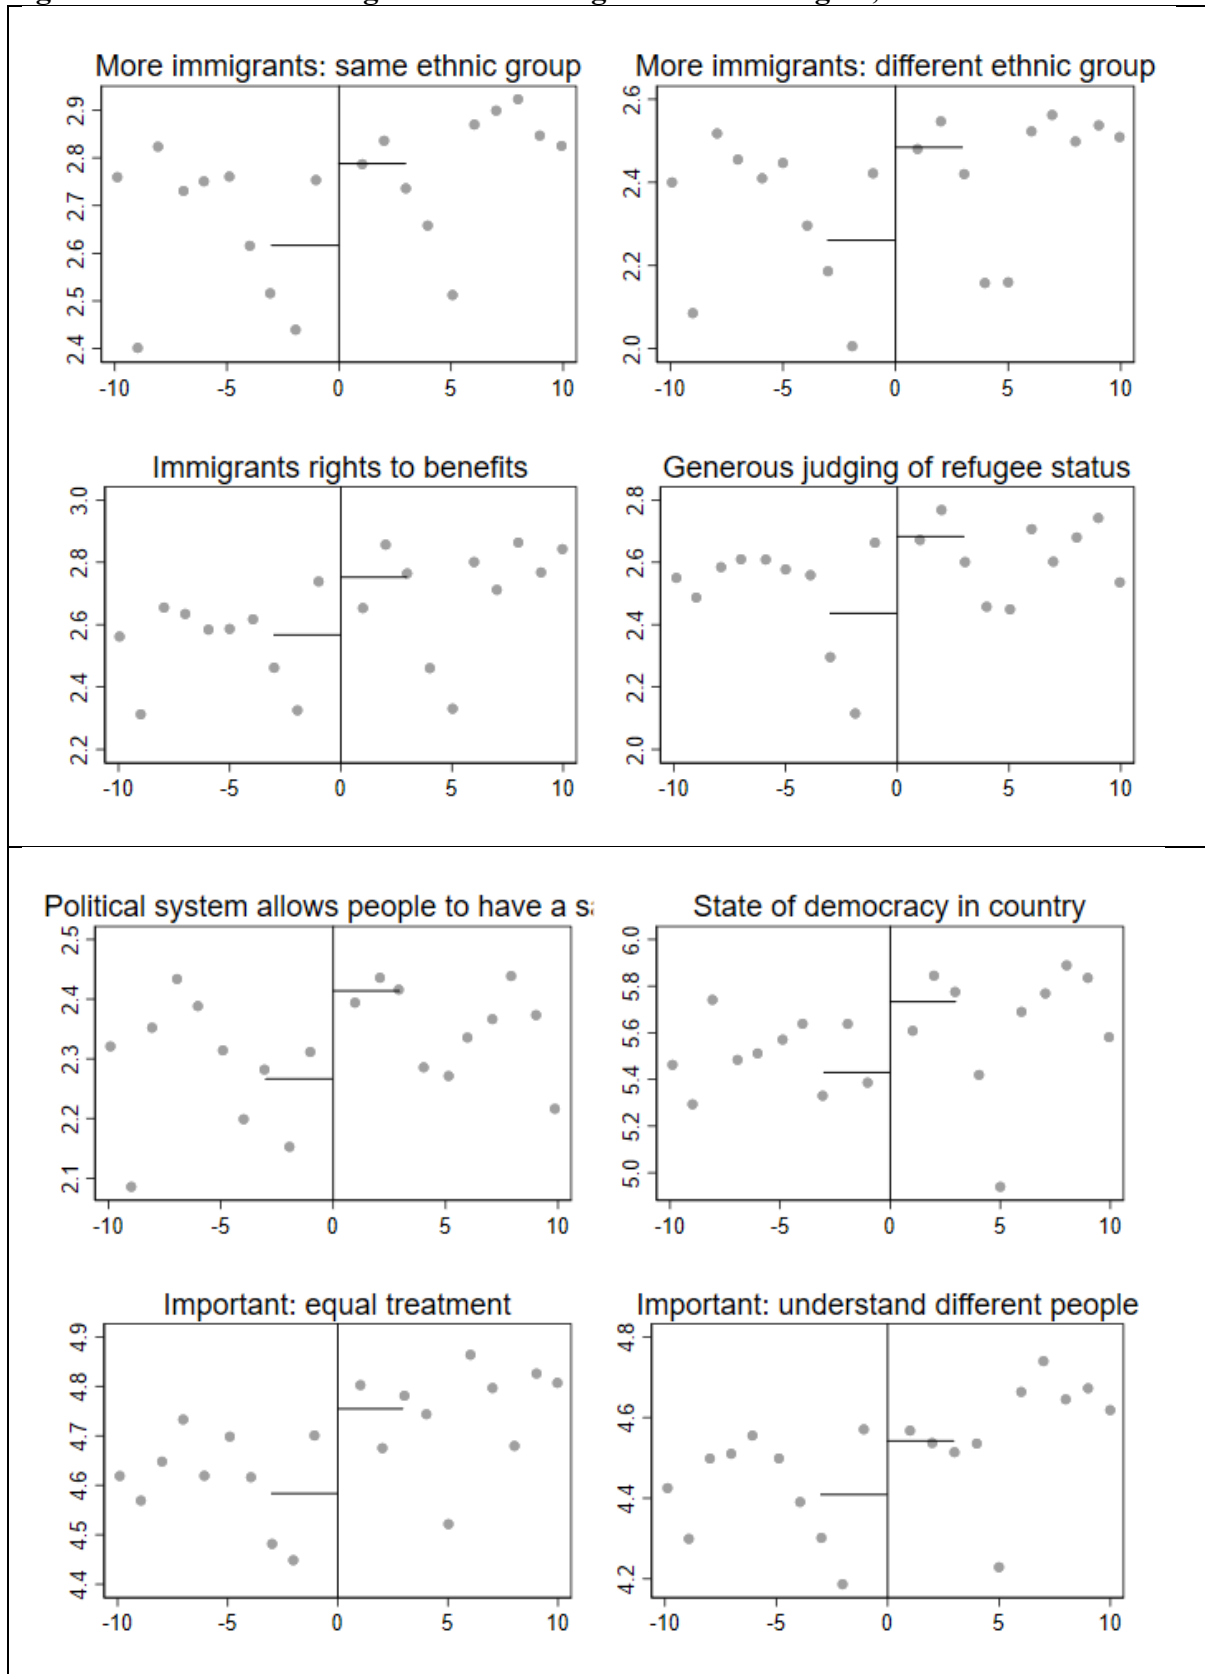 More immigrants: same ethnic group
2.9
2.8
2.7
2.6
2.5
2.4
-10 -5 0 5 10
More immigrants: different ethnic group
2.6
2.4
2.2
2.0
-10 -5 0 5 10
Immigrants rights to benefits
3.0
2.8
2.6
2.4
2.2
-10 -5 0 5 10
Generous judging of refugee status
2.8
2.6
2.4
2.2
2.0
-10 -5 0 5 10
Political system allows people to have a
2.5
2.4
2.3
2.2
2.1
-10 -5 0 5 10
State of democracy in country
6.0
5.8
5.6
5.4
5.2
5.0
-10 -5 0 5 10
Important: equal treatment
4.9
4.8
4.7
4.6
4.5
4.4
-10 -5 0 5 10
Important: understand different people
4.8
4.6
4.4
4.2
-10 -5 0 5 10